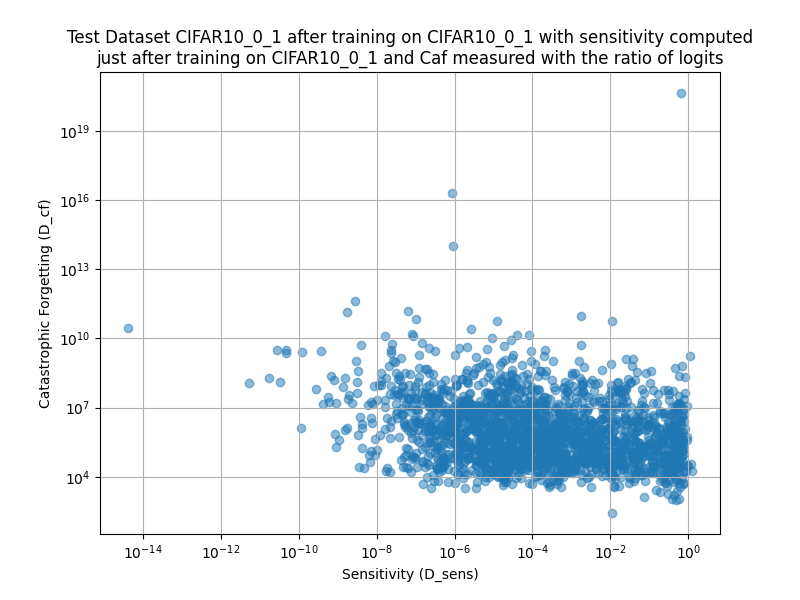 Test Dataset CIFAR10_0_1 after training on CIFAR10_0_1 with sensitivity computed
just after training on CIFAR10_0_1 and Caf measured with the ratio of logits
Catastrophic Forgetting (D_cf)
10^19
10^16
10^13
10^10
10^7
10^4
10^−14 10^−12 10^−10 10^−8 10^−6 10^−4 10^−2 10^0
Sensitivity (D_sens)